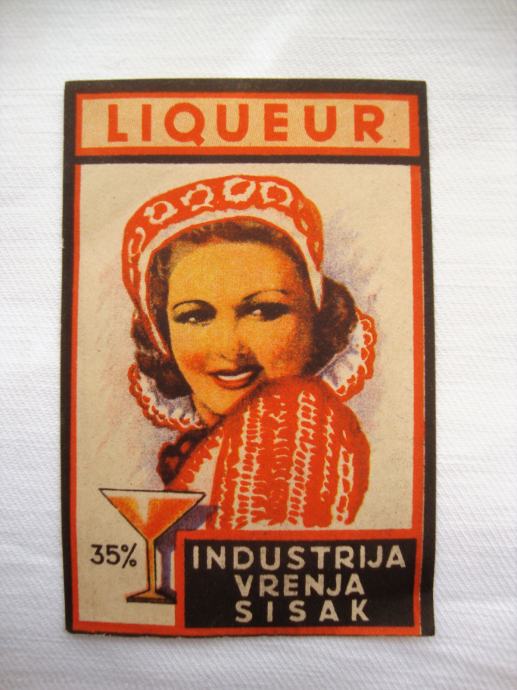 LIQUEUR
35%
INDUSTRIJA
VRENJA
SISAK